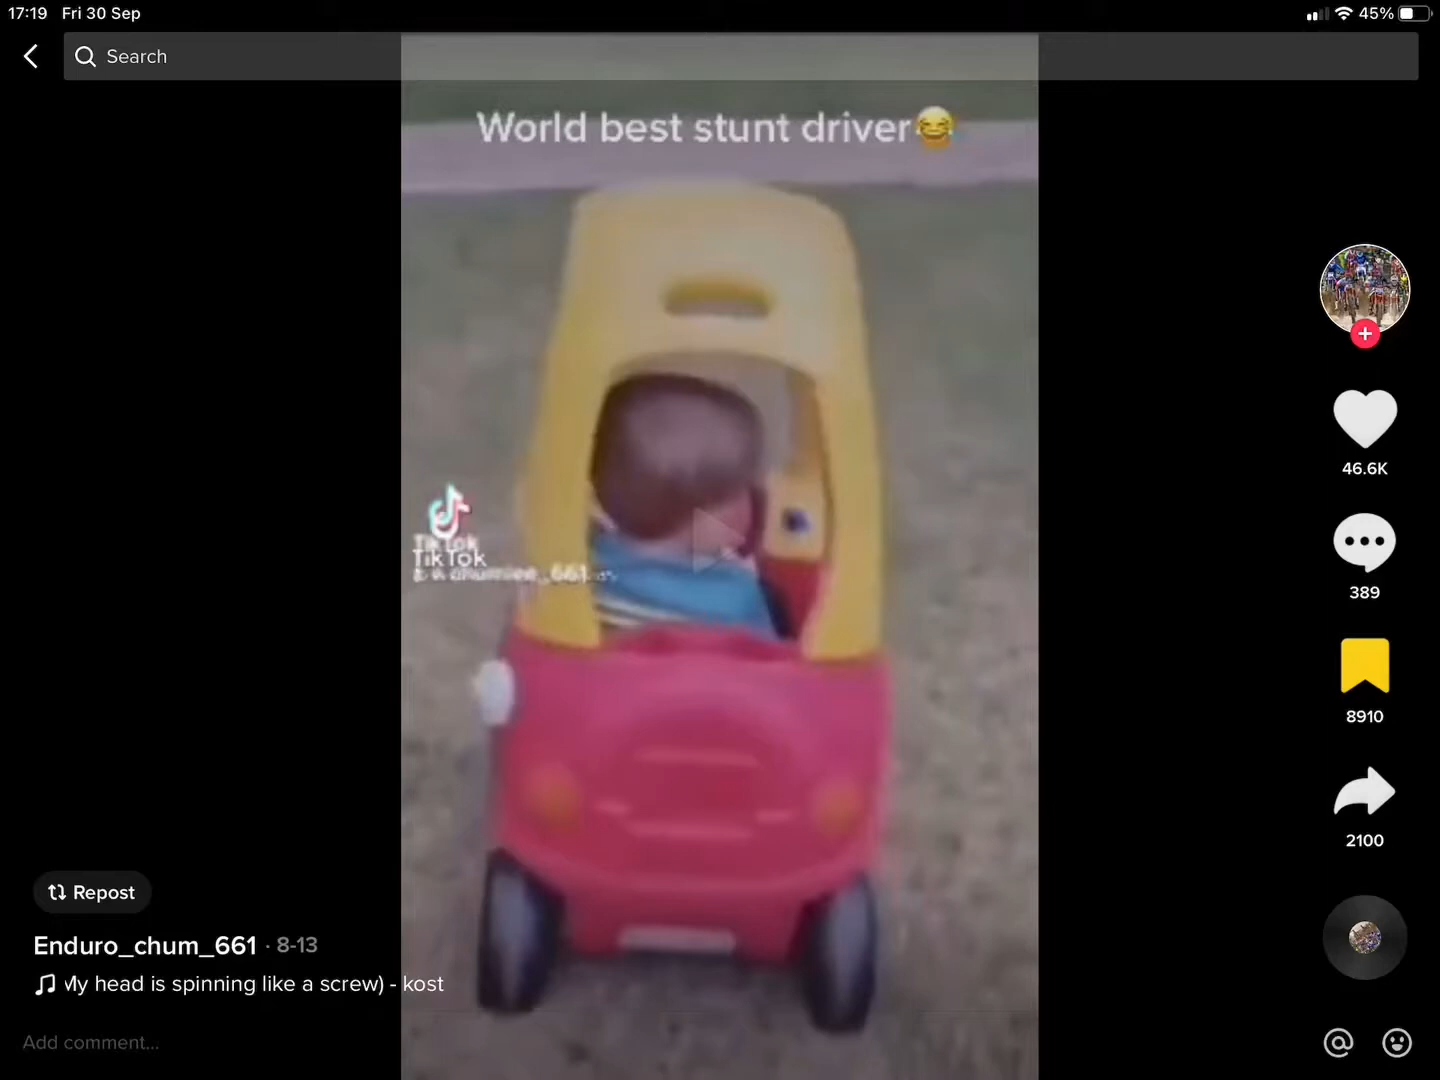 17:19 Fri 30 Sep
45%
Search
World best stunt driver😂
TikTok
TikTok
46.6K
389
8910
2100
Repost
Enduro_chum_661 · 8-13
My head is spinning like a screw) - kost
Add comment...